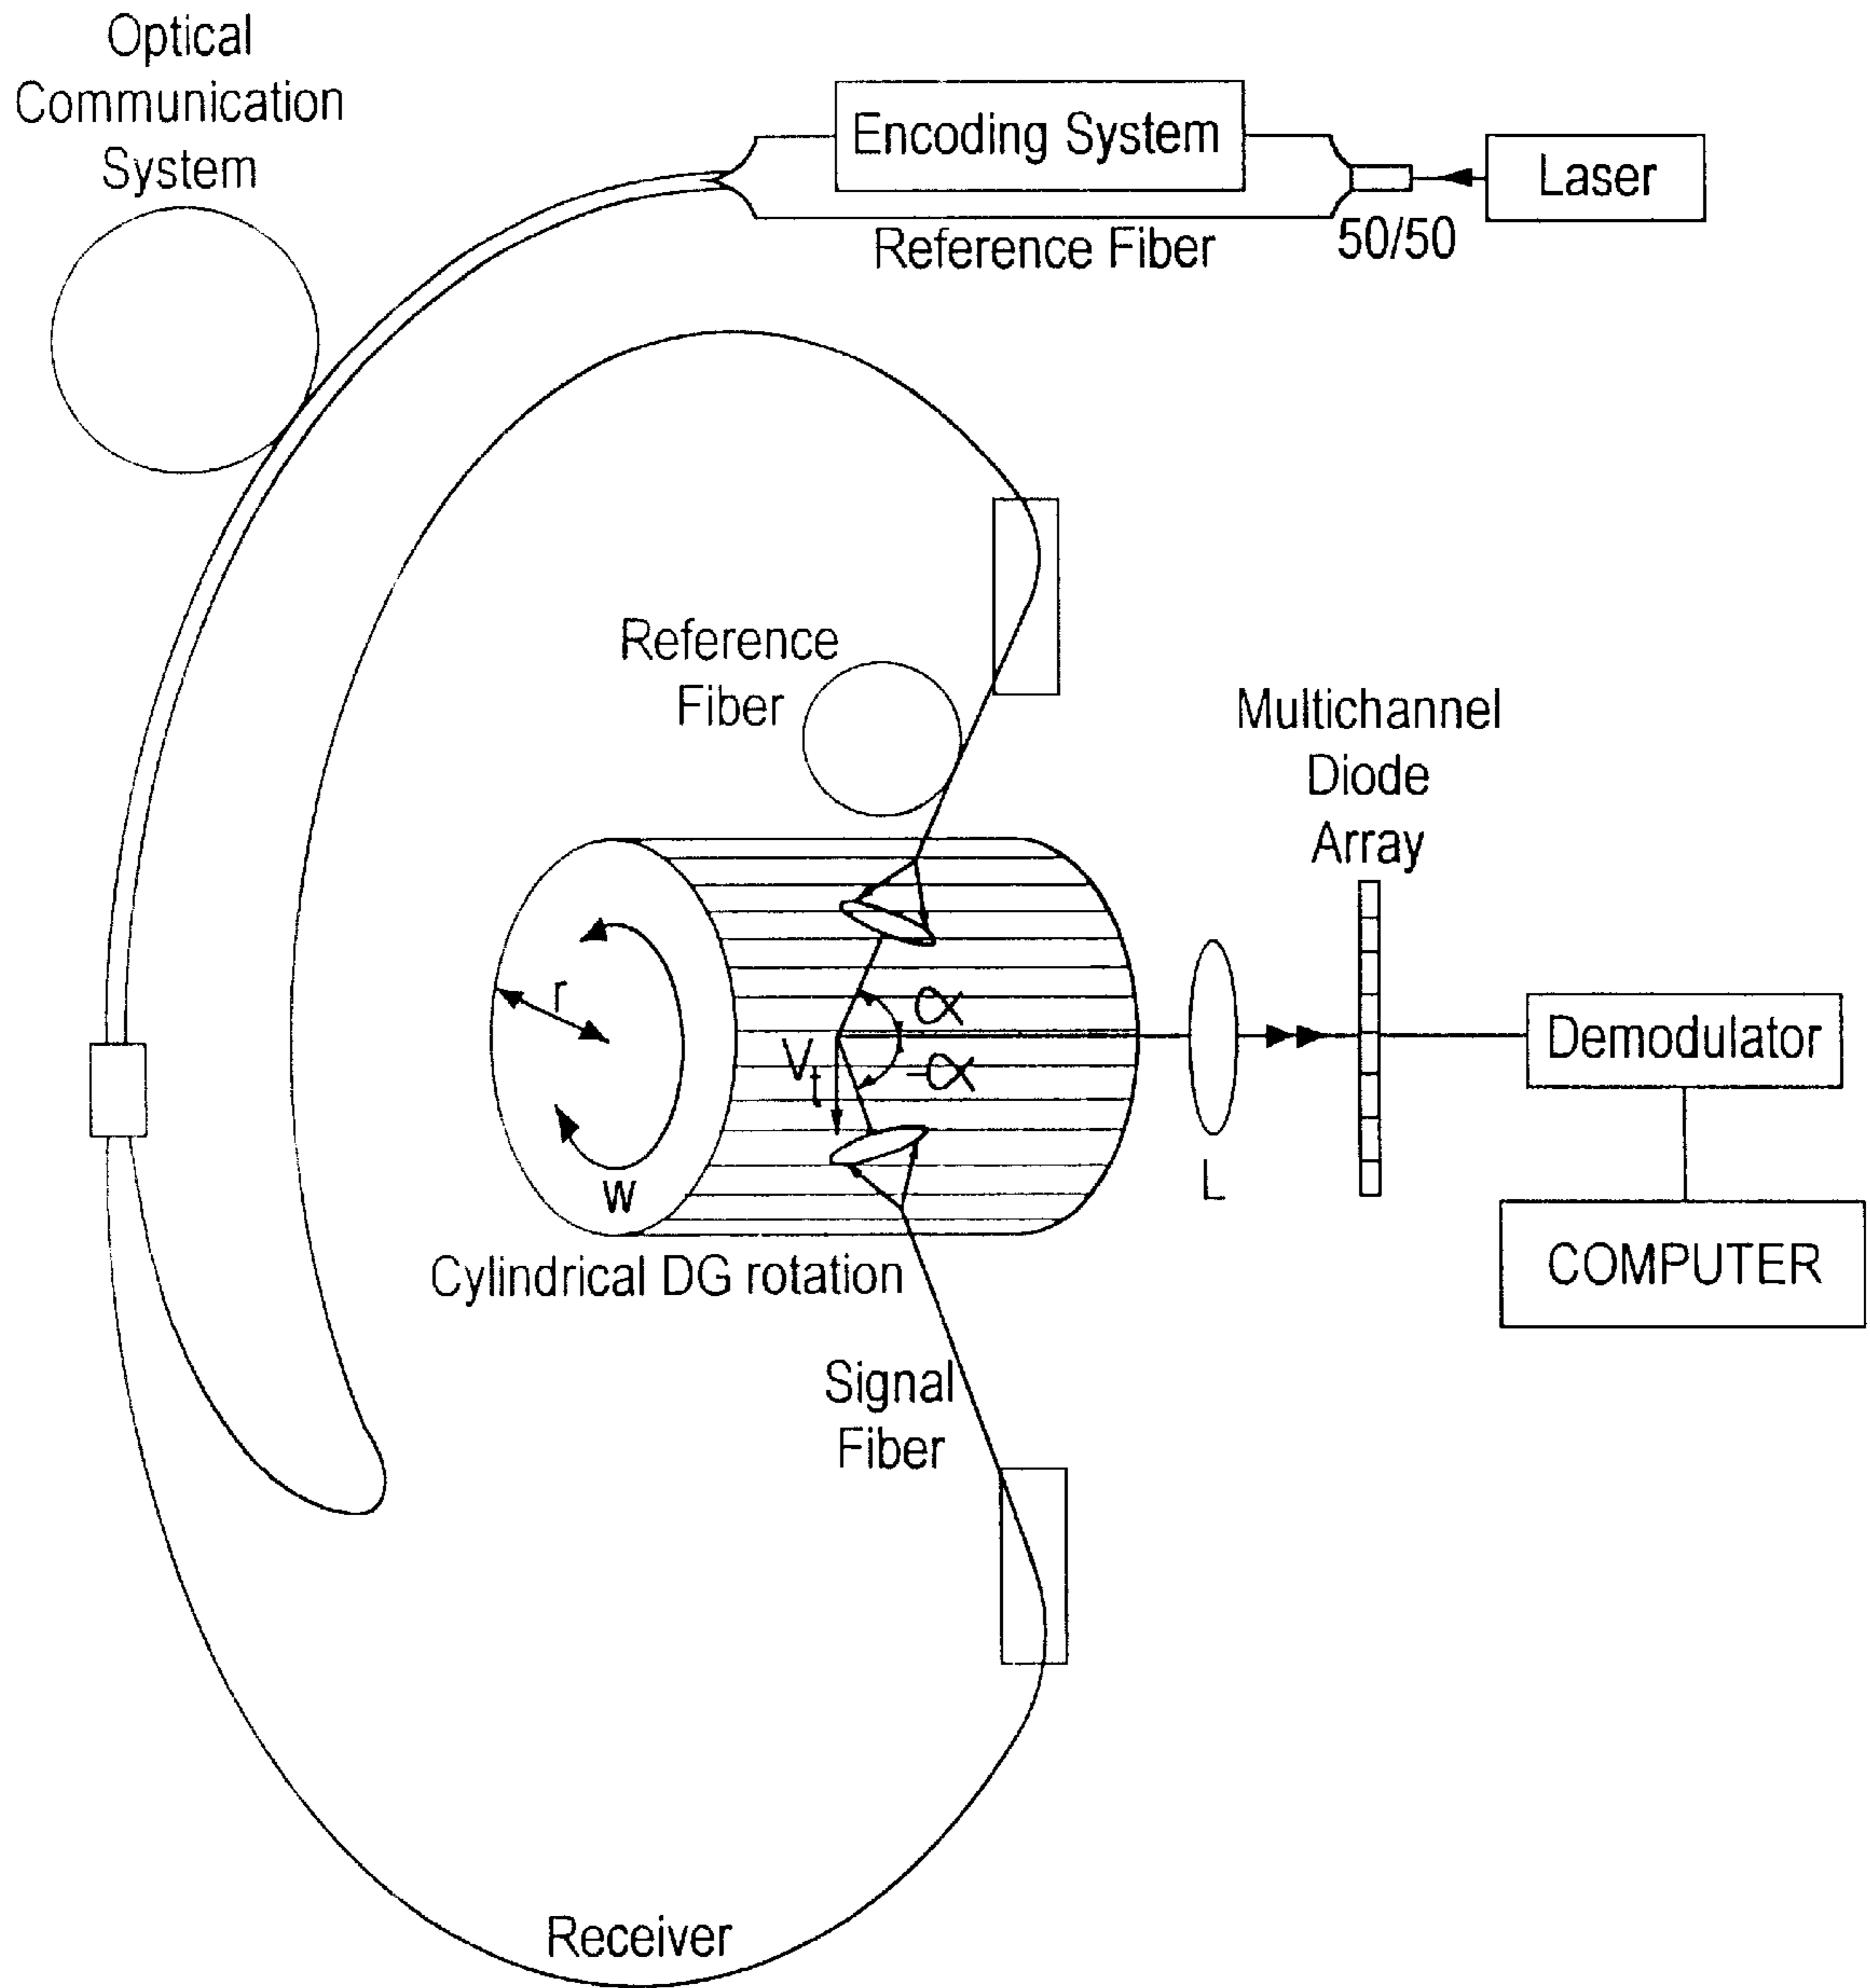 Optical
Communication
System
Encoding System
Laser
50/50
Reference Fiber
Reference
Fiber
Multichannel
Diode
Array
r
α
Vt
-α
Demodulator
w
L
COMPUTER
Cylindrical DG rotation
Signal
Fiber
Receiver